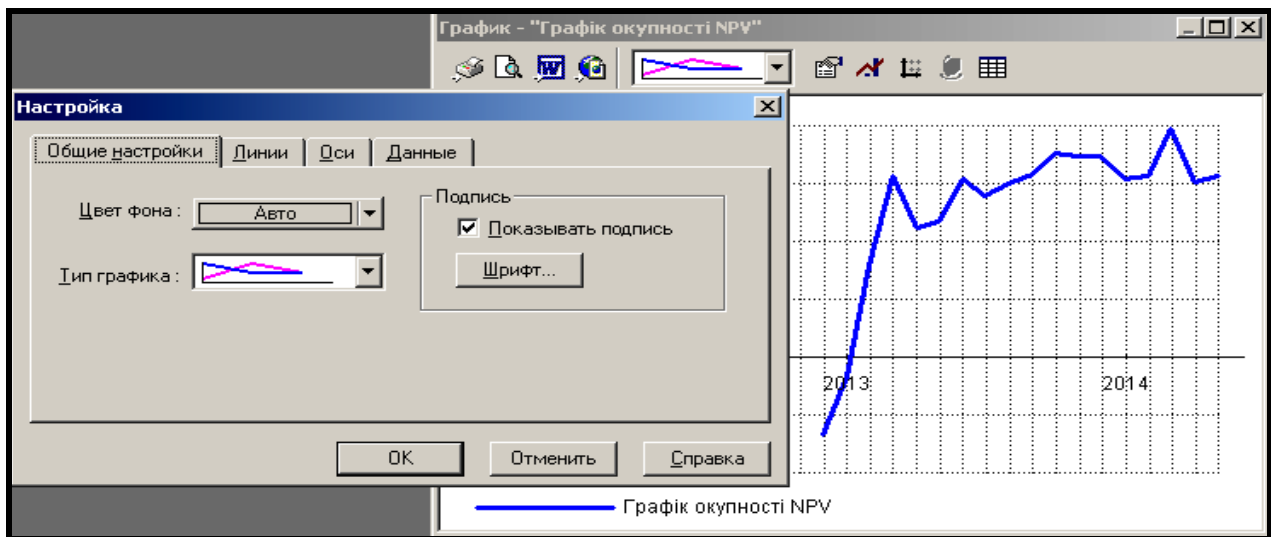 График - "Графік окупності NPV"
Настройка
Общие настройки Линии Оси Данные
Цвет фона : Авто
Подпись
Показывать подпись
Тип графика :
Шрифт...
2013 2014
OK Отменить Справка
Графік окупності NPV